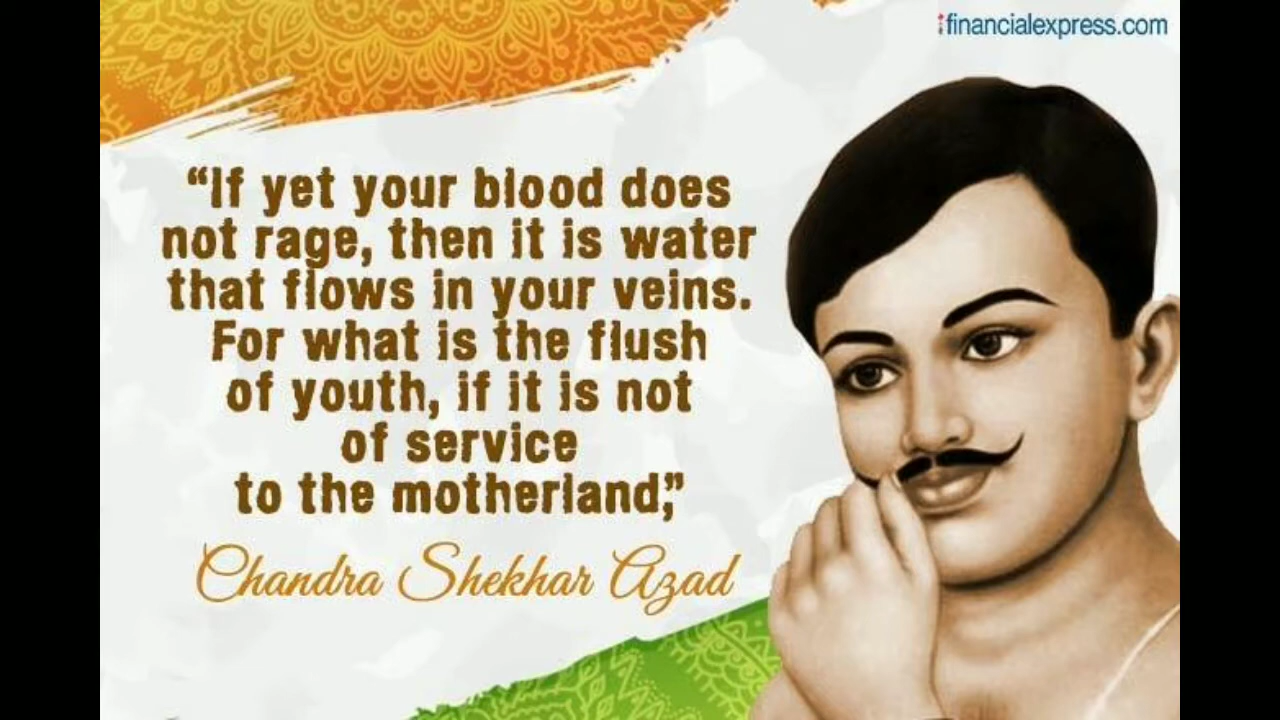 financialexpress.com
“If yet your blood does
not rage, then it is water
that flows in your veins.
For what is the flush
of youth, if it is not
of service
to the motherland,”
Chandra Shekhar Azad